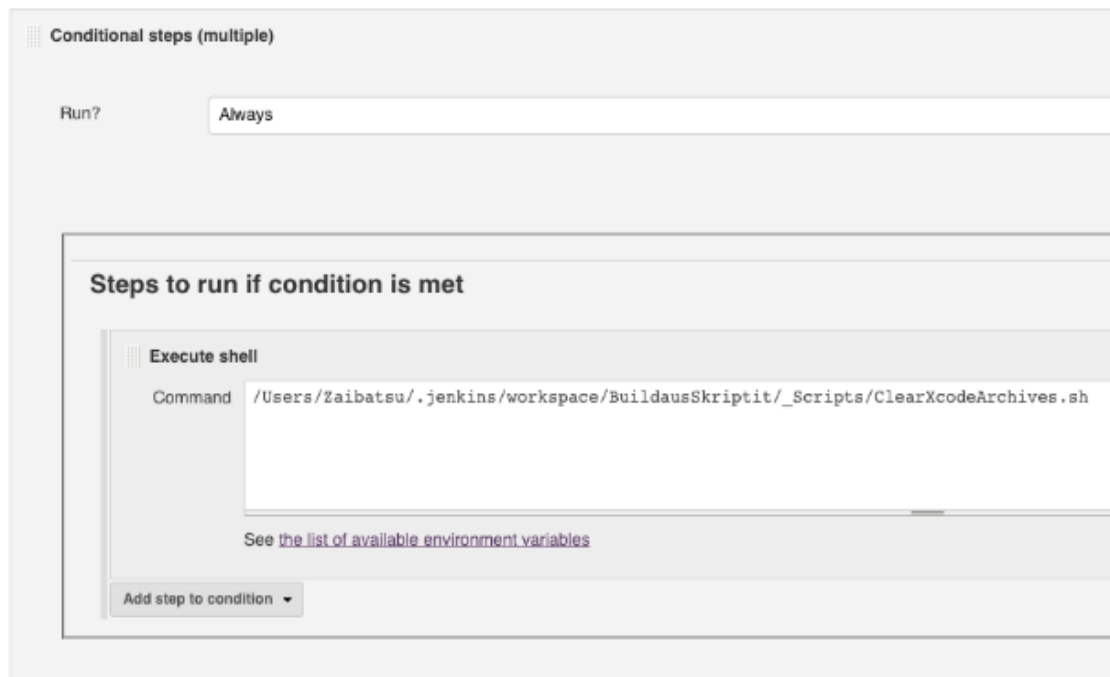 Conditional steps (multiple)
Run? Always
Steps to run if condition is met
Execute shell
Command /Users/Zaibatsu/.jenkins/workspace/BuildausSkriptit/_Scripts/ClearXcodeArchives.sh
See the list of available environment variables
Add step to condition